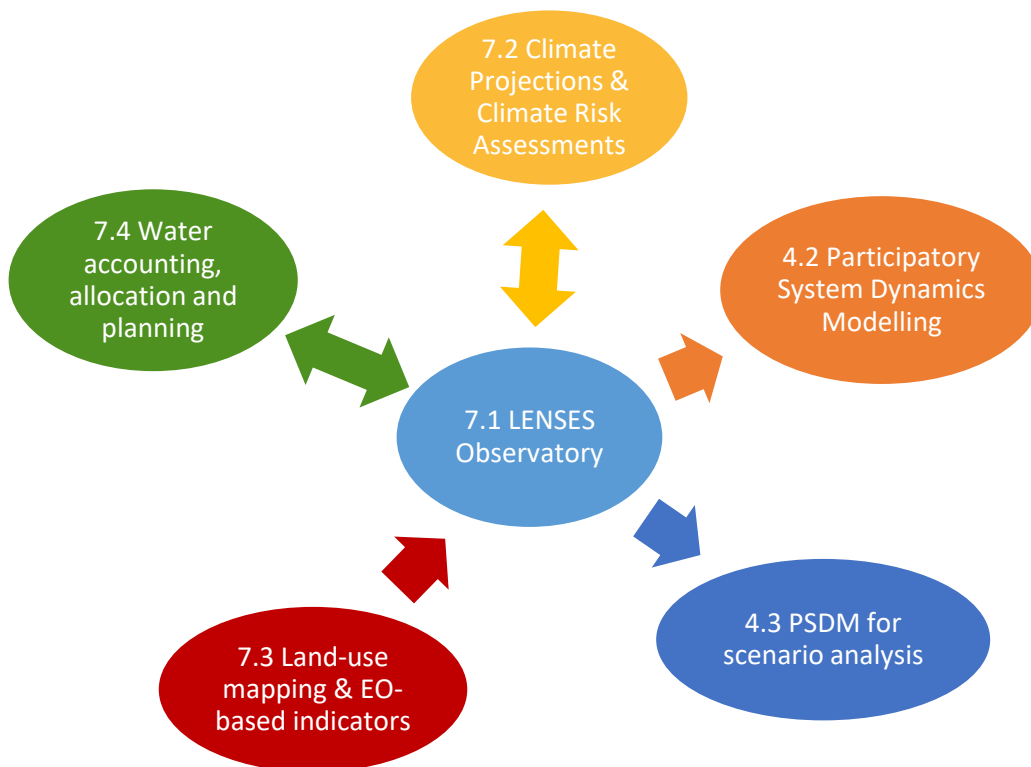 7.2 Climate
Projections &
Climate Risk
Assessments
7.4 Water
accounting,
allocation and
planning
4.2 Participatory
System Dynamics
Modelling
7.1 LENSES
Observatory
4.3 PSDM for
scenario analysis
7.3 Land-use
mapping & EO-
based indicators